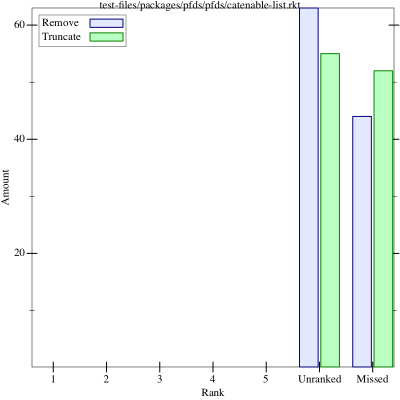 test-files/packages/pfds/pfds/catenable-list.rkt
Remove
Truncate
60
40
20
Amount
1 2 3 4 5 Unranked Missed
Rank